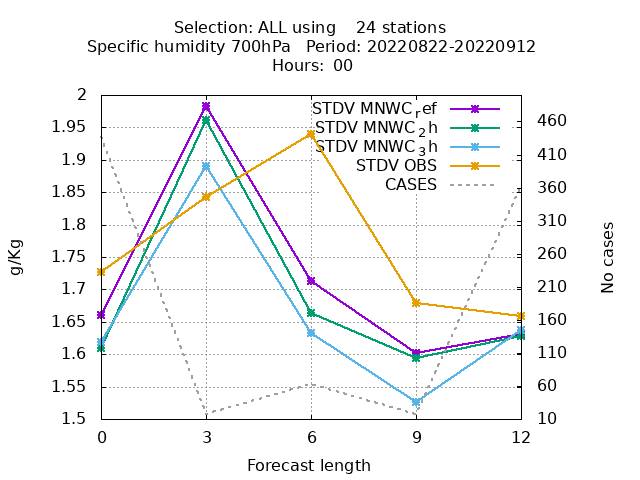 Selection: ALL using    24 stations
Specific humidity 700hPa   Period: 20220822-20220912
Hours:  00
STDV MNWC_ref
STDV MNWC_2h
STDV MNWC_3h
STDV OBS
CASES
2
1.95
1.9
1.85
1.8
1.75
1.7
1.65
1.6
1.55
1.5
460
410
360
310
260
210
160
110
60
10
0 3 6 9 12
g/Kg
No cases
Forecast length